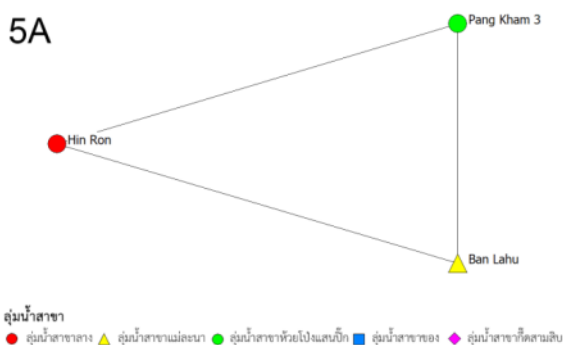 5A
Pang Kham 3
Hin Ron
Ban Lahu
ลุ่มน้ำสาขา
ลุ่มน้ำสาขาลาง ลุ่มน้ำสาขาแม่ละนา ลุ่มน้ำสาขาห้วยโป่งแสนปิ๊ก ลุ่มน้ำสาขาของ ลุ่มน้ำสาขากึ๊ดสามสิบ